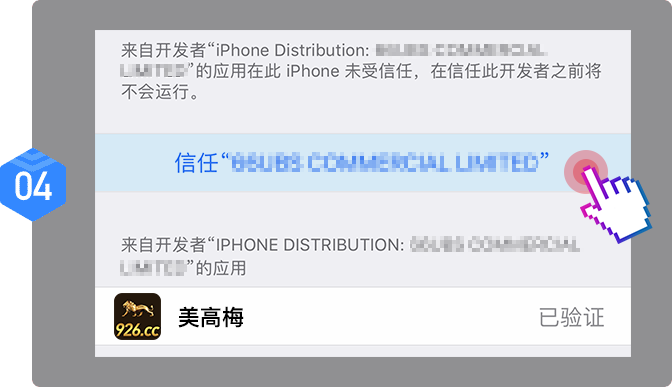 来自开发者“iPhone Distribution:
”的应用在此 iPhone 未受信任，在信任此开发者之前将
不会运行。
信任“ COMMERCIAL LIMITED”
04
来自开发者“IPHONE DISTRIBUTION:
”的应用
926.cc
美高梅
已验证